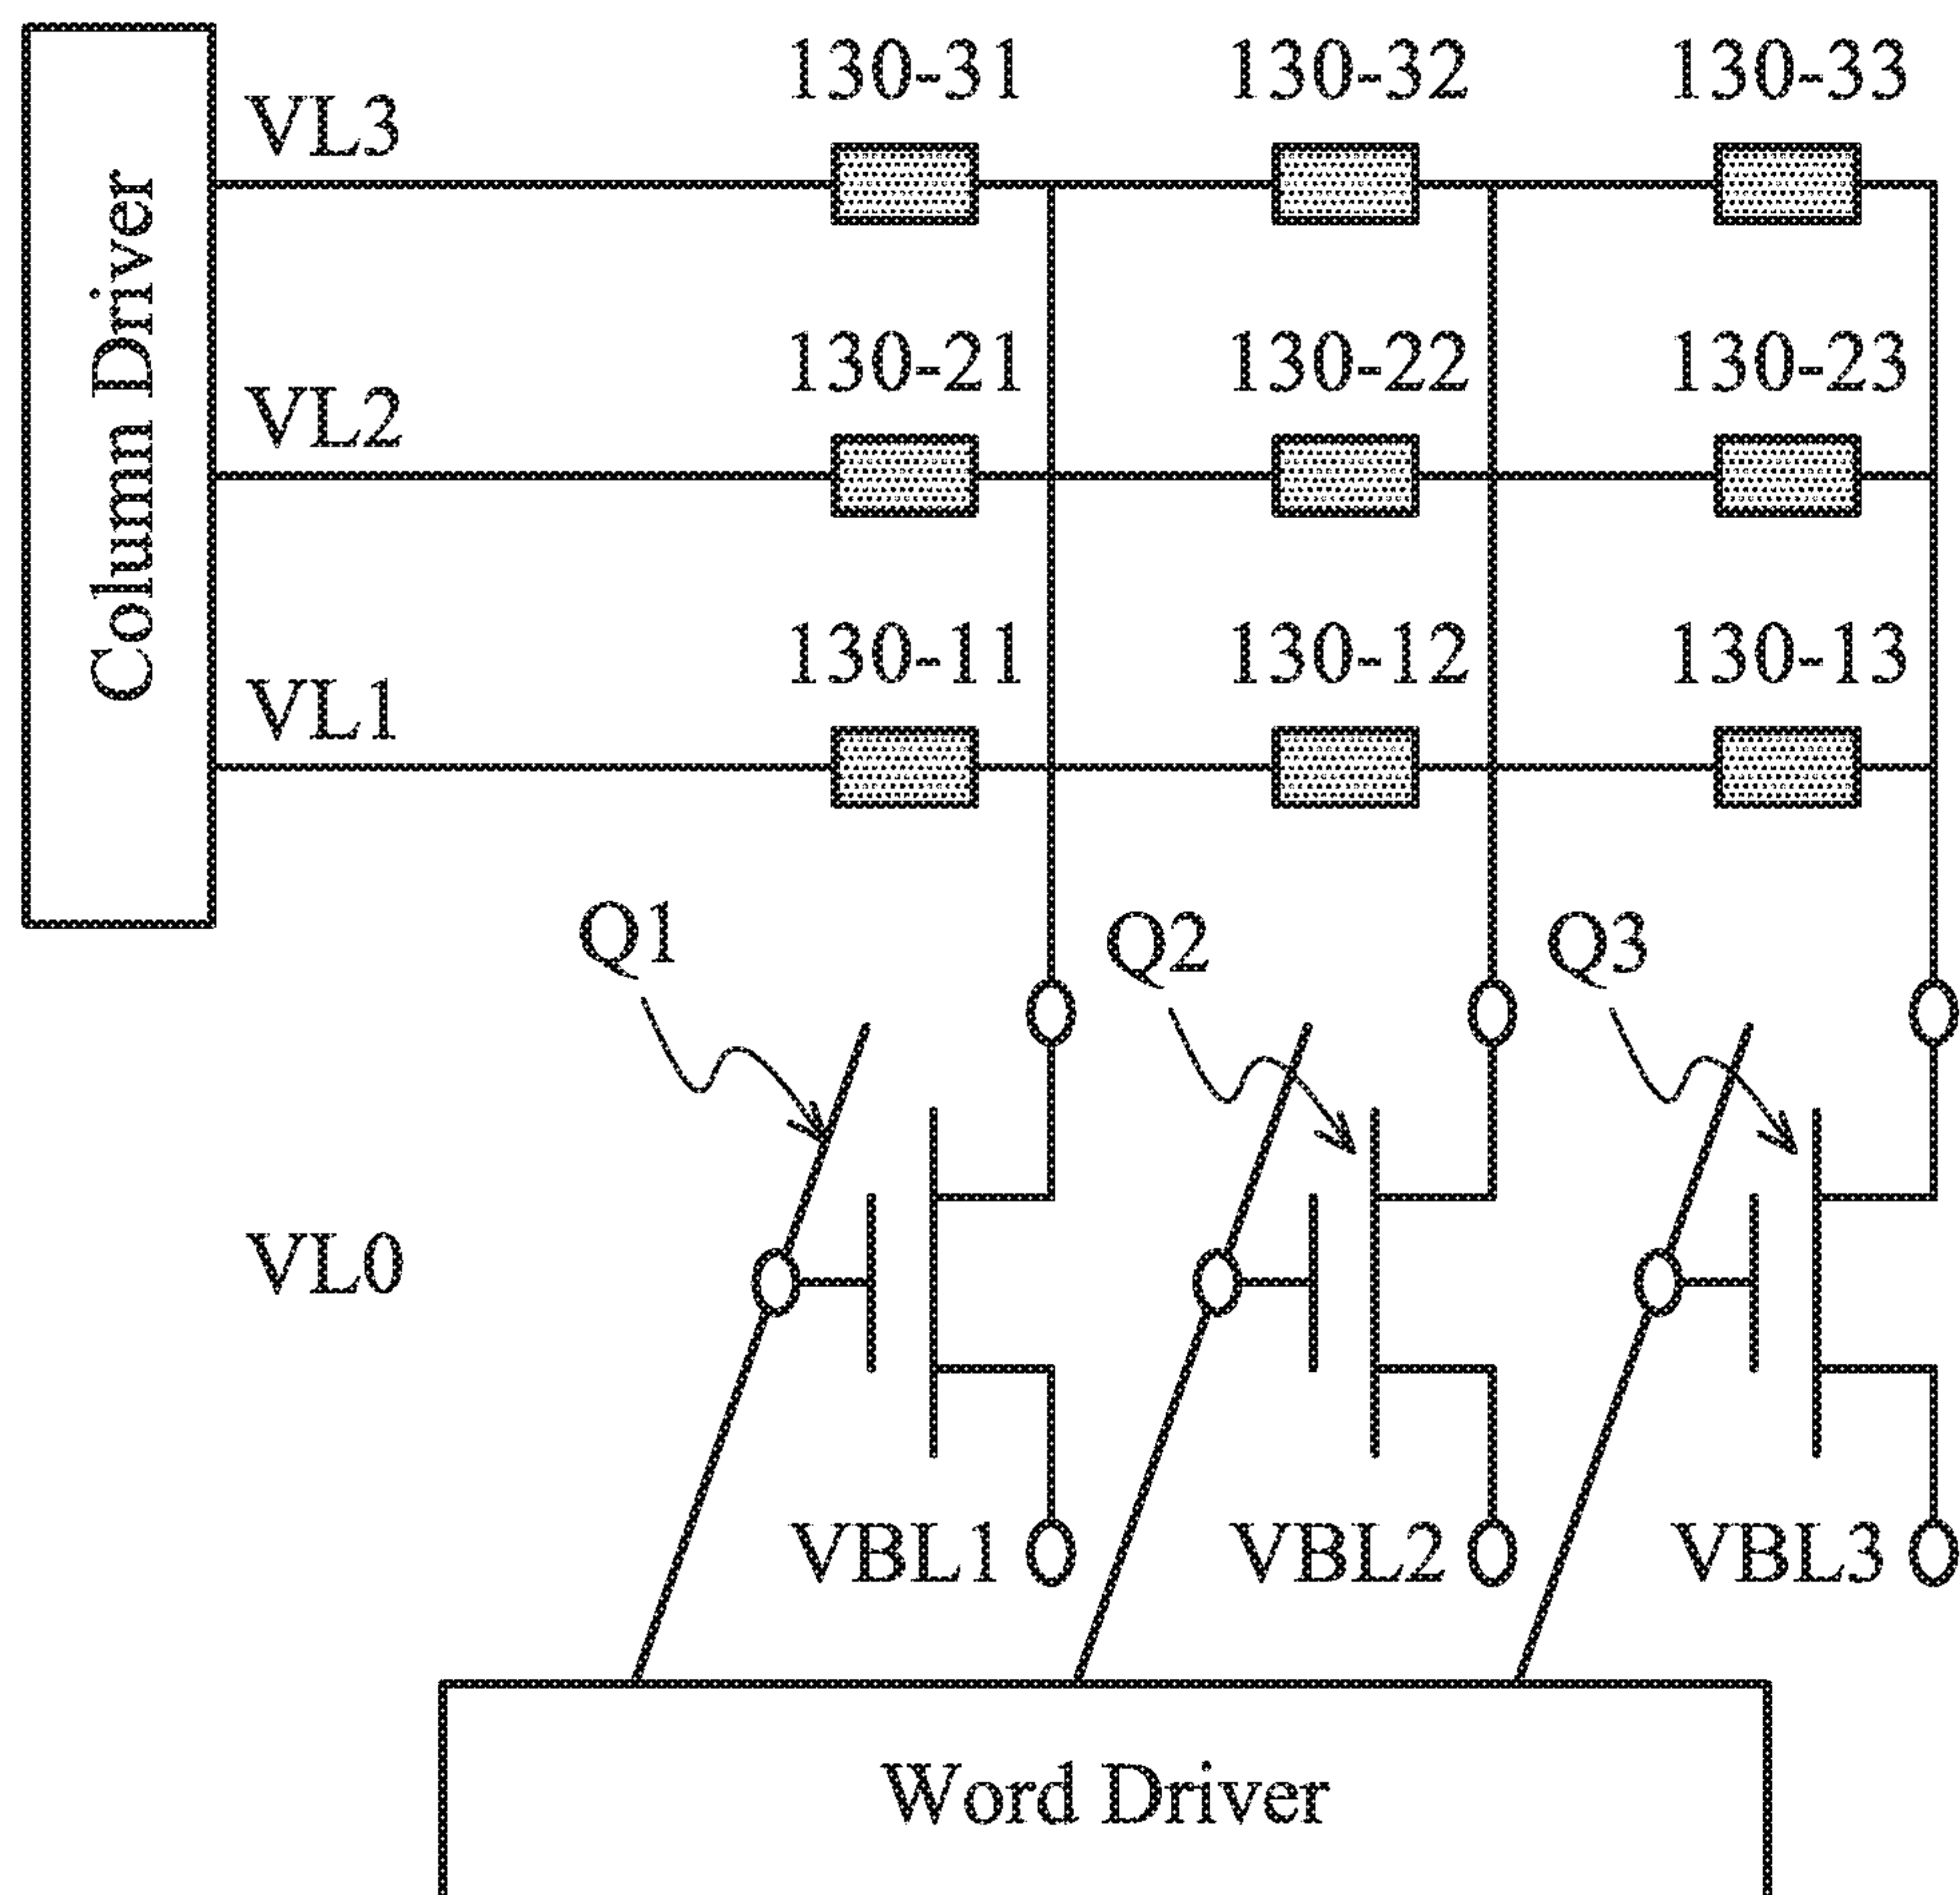 Column Driver
VL3
130-31 130-32 130-33
VL2
130-21 130-22 130-23
VL1
130-11 130-12 130-13
Q1 Q2 Q3
VL0
VBL1 VBL2 VBL3
Word Driver